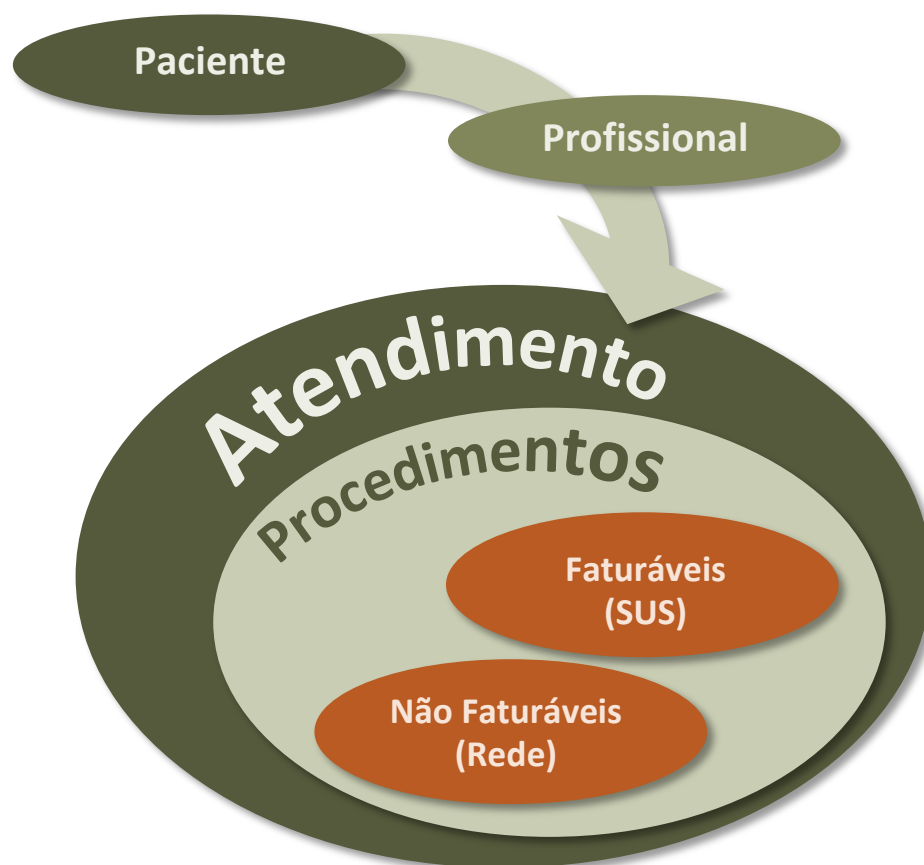 Paciente
Profissional
Atendimento
Procedimentos
Faturáveis
(SUS)
Não Faturáveis
(Rede)